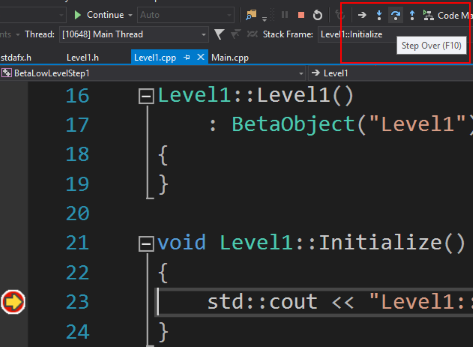 Continue Auto Code Ma
Thread: [10648] Main Thread Stack Frame: Level1::Initialize
Step Over (F10)
stdafx.h Level1.h Level1.cpp Main.cpp
BetaLowLevelStep1 Level1
16 Level1::Level1()
17 : BetaObject("Level1")
18 {
19 }
20
21 void Level1::Initialize()
22 {
23 std::cout << "Level1::
24 }